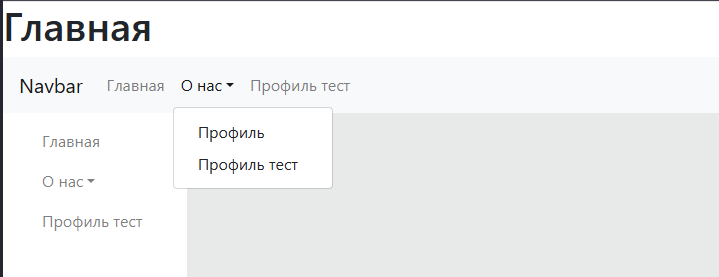 Главная
Navbar Главная О нас Профиль тест
Профиль
Профиль тест
Главная
О нас
Профиль тест